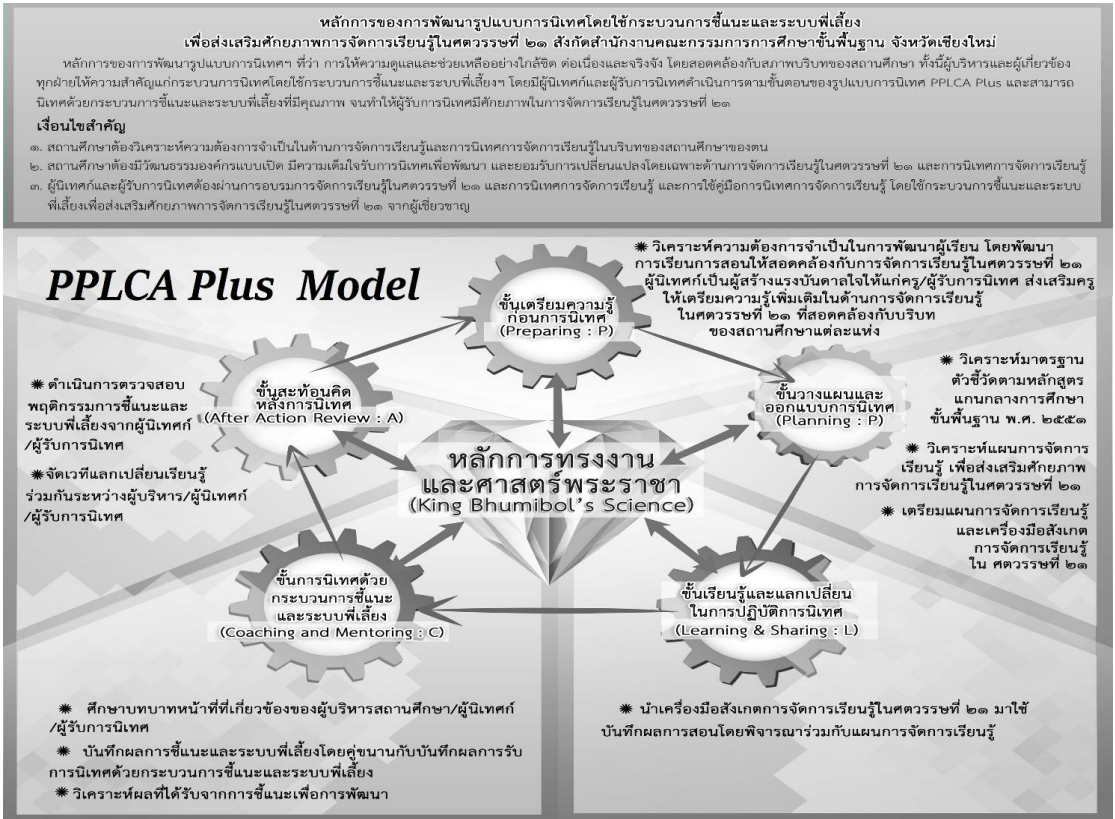 หลักการของการพัฒนารูปแบบการนิเทศโดยใช้กระบวนการชี้แนะและระบบพี่เลี้ยง
เพื่อส่งเสริมศักยภาพการจัดการเรียนรู้ในศตวรรษที่ ๒๑ สังกัดสำนักงานคณะกรรมการการศึกษาขั้นพื้นฐาน จังหวัดเชียงใหม่
หลักการของการพัฒนารูปแบบการนิเทศฯ ที่ว่า การให้ความดูแลและช่วยเหลืออย่างใกล้ชิด ต่อเนื่องและจริงจัง โดยสอดคล้องกับสภาพบริบทของสถานศึกษา ทั้งนี้ผู้บริหารและผู้เกี่ยวข้อง
ทุกฝ่ายให้ความสำคัญแก่กระบวนการนิเทศโดยใช้กระบวนการชี้แนะและระบบพี่เลี้ยงฯ โดยมีผู้นิเทศก์และผู้รับการนิเทศดำเนินการตามขั้นตอนของรูปแบบการนิเทศ PPLCA Plus และสามารถ
นิเทศด้วยกระบวนการชี้แนะและระบบพี่เลี้ยงที่มีคุณภาพ จนทำให้ผู้รับการนิเทศมีศักยภาพในการจัดการเรียนรู้ในศตวรรษที่ ๒๑
เงื่อนไขสำคัญ
๑. สถานศึกษาต้องวิเคราะห์ความต้องการจำเป็นในด้านการจัดการเรียนรู้และการนิเทศการจัดการเรียนรู้ในบริบทของสถานศึกษาของตน
๒. สถานศึกษาต้องมีวัฒนธรรมองค์กรแบบเปิด มีความเต็มใจรับการนิเทศเพื่อพัฒนา และยอมรับการเปลี่ยนแปลงโดยเฉพาะด้านการจัดการเรียนรู้ในศตวรรษที่ ๒๑ และการนิเทศการจัดการเรียนรู้
๓. ผู้นิเทศก์และผู้รับการนิเทศต้องผ่านการอบรมการจัดการเรียนรู้ในศตวรรษที่ ๒๑ และการนิเทศการจัดการเรียนรู้ และการใช้คู่มือการนิเทศการจัดการเรียนรู้ โดยใช้กระบวนการชี้แนะและระบบ
พี่เลี้ยงเพื่อส่งเสริมศักยภาพการจัดการเรียนรู้ในศตวรรษที่ ๒๑ จากผู้เชี่ยวชาญ
PPLCA Plus Model
ขั้นเตรียมความรู้
ก่อนการนิเทศ
(Preparing : P)
✷ วิเคราะห์ความต้องการจำเป็นในการพัฒนาผู้เรียน โดยพัฒนา
การเรียนการสอนให้สอดคล้องกับการจัดการเรียนรู้ในศตวรรษที่ ๒๑
ผู้นิเทศก์เป็นผู้สร้างแรงบันดาลใจให้แก่ครู/ผู้รับการนิเทศ ส่งเสริมครู
ให้เตรียมความรู้เพิ่มเติมในด้านการจัดการเรียนรู้
ในศตวรรษที่ ๒๑ ที่สอดคล้องกับบริบท
ของสถานศึกษาแต่ละแห่ง
ขั้นวางแผนและ
ออกแบบการนิเทศ
(Planning : P)
✷ วิเคราะห์มาตรฐาน
ตัวชี้วัดตามหลักสูตร
แกนกลางการศึกษา
ขั้นพื้นฐาน พ.ศ. ๒๕๕๑
✷ วิเคราะห์แผนการจัดการ
เรียนรู้ เพื่อส่งเสริมศักยภาพ
การจัดการเรียนรู้ในศตวรรษที่ ๒๑
✷ เตรียมแผนการจัดการเรียนรู้
และเครื่องมือสังเกต
การจัดการเรียนรู้
ใน ศตวรรษที่ ๒๑
ขั้นสะท้อนคิด
หลังการนิเทศ
(After Action Review : A)
✷ ดำเนินการตรวจสอบ
พฤติกรรมการชี้แนะและ
ระบบพี่เลี้ยงจากผู้นิเทศก์
/ผู้รับการนิเทศ
✷จัดเวทีแลกเปลี่ยนเรียนรู้
ร่วมกันระหว่างผู้บริหาร/ผู้นิเทศก์
/ผู้รับการนิเทศ
หลักการทรงงาน
และศาสตร์พระราชา
(King Bhumibol's Science)
ขั้นการนิเทศด้วย
กระบวนการชี้แนะ
และระบบพี่เลี้ยง
(Coaching and Mentoring : C)
ขั้นเรียนรู้และแลกเปลี่ยน
ในการปฏิบัติการนิเทศ
(Learning & Sharing : L)
✷ ศึกษาบทบาทหน้าที่ที่เกี่ยวข้องของผู้บริหารสถานศึกษา/ผู้นิเทศก์
/ผู้รับการนิเทศ
✷ บันทึกผลการชี้แนะและระบบพี่เลี้ยงโดยคู่ขนานกับบันทึกผลการรับ
การนิเทศด้วยกระบวนการชี้แนะและระบบพี่เลี้ยง
✷ วิเคราะห์ผลที่ได้รับจากการชี้แนะเพื่อการพัฒนา
✷ นำเครื่องมือสังเกตการจัดการเรียนรู้ในศตวรรษที่ ๒๑ มาใช้
บันทึกผลการสอนโดยพิจารณาร่วมกับแผนการจัดการเรียนรู้